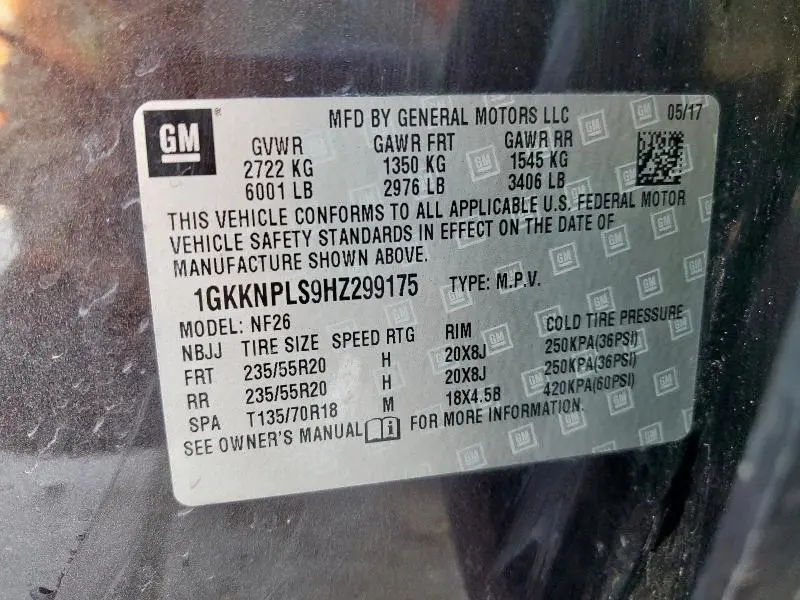 GM ® MFD BY GENERAL MOTORS LLC 05/17
GVWR GAWR FRT GAWR RR
2722 KG 1350 KG 1545 KG
6001 LB 2976 LB 3406 LB
THIS VEHICLE CONFORMS TO ALL APPLICABLE U.S. FEDERAL MOTOR
VEHICLE SAFETY STANDARDS IN EFFECT ON THE DATE OF
MANUFACTURE SHOWN ABOVE.
1GKKNPLS9HZ299175 TYPE: M.P.V.
MODEL: NF26
NBJJ TIRE SIZE SPEED RTG RIM COLD TIRE PRESSURE
FRT 235/55R20 H 20X8J 250KPA(36PSI)
RR 235/55R20 H 20X8J 250KPA(36PSI)
SPA T135/70R18 M 18X4.5B 420KPA(60PSI)
SEE OWNER'S MANUAL i FOR MORE INFORMATION.